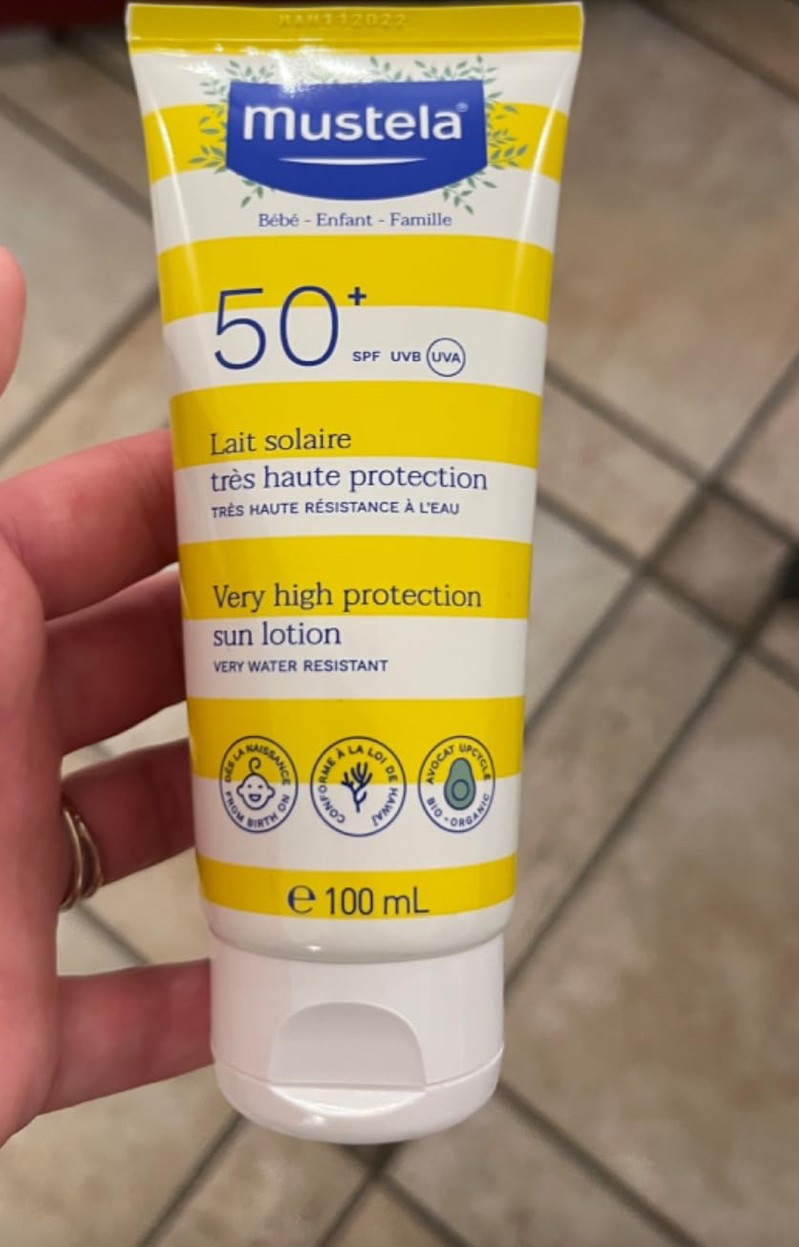 MAM112022
mustela®
Bébé - Enfant - Famille
50+
SPF UVB UVA
Lait solaire
très haute protection
TRÈS HAUTE RÉSISTANCE À L'EAU
Very high protection
sun lotion
VERY WATER RESISTANT
DÈS LA NAISSANCE
FROM BIRTH ON
CONFORME À LA LOI DE HAWAÏ
AVOCAT UPCYCLÉ
BIO - ORGANIC
e 100 mL